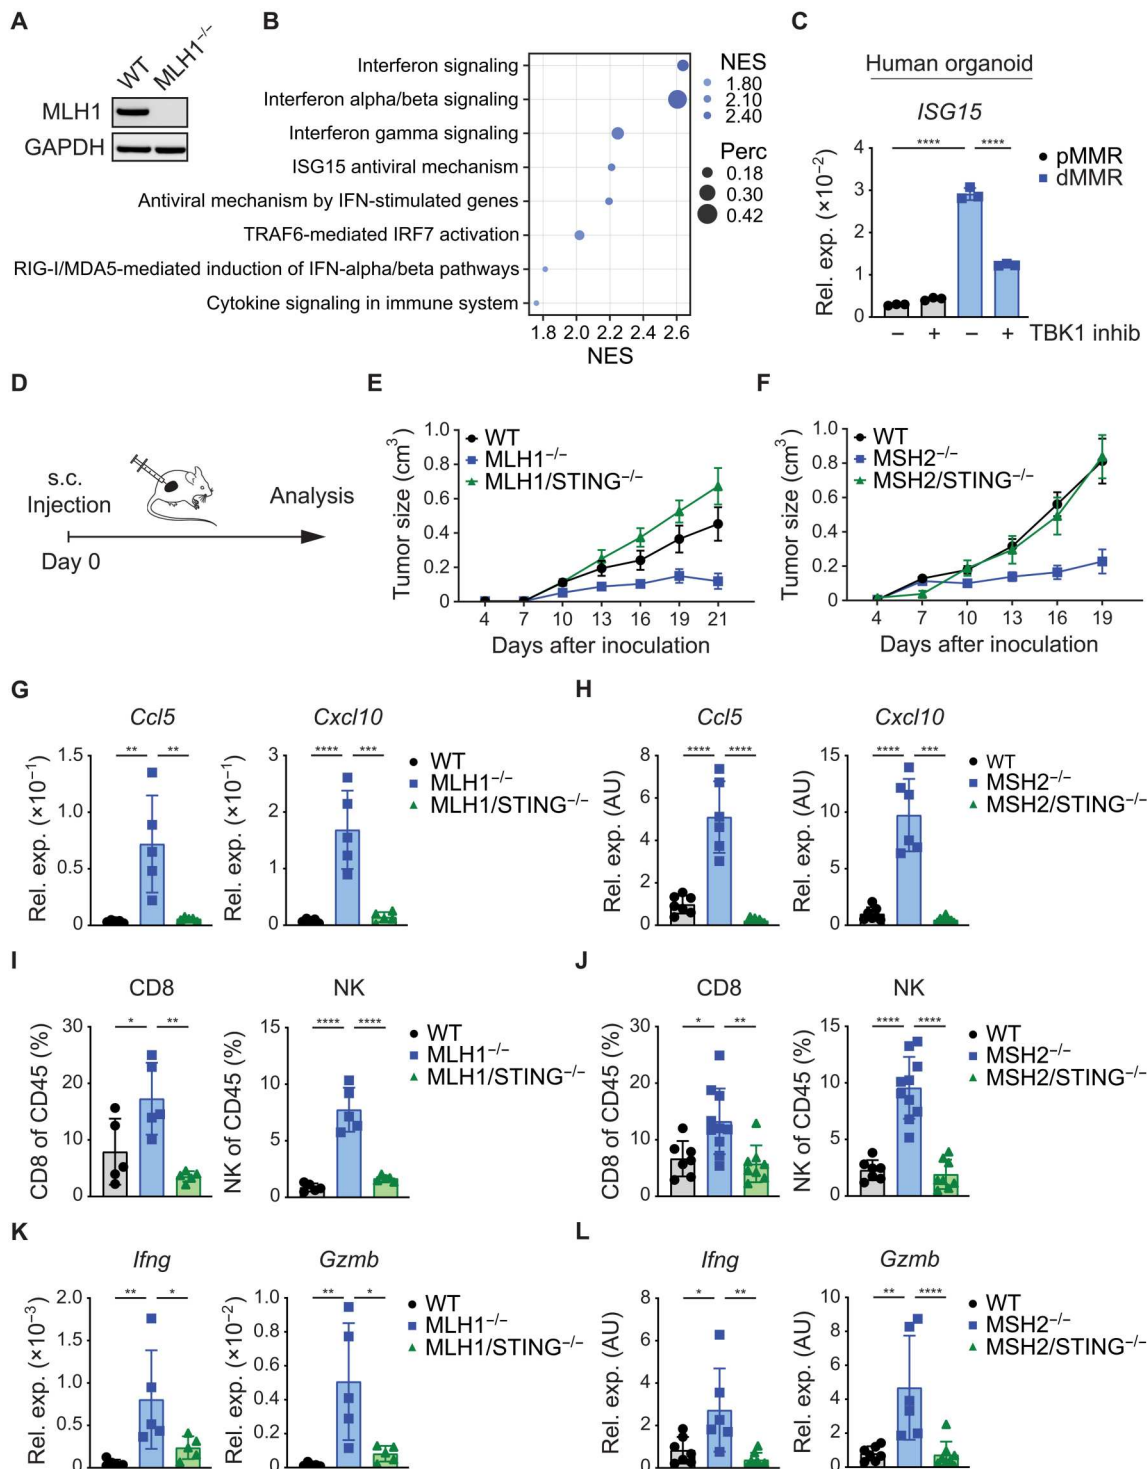 A
WT
MLH1–/–
MLH1
GAPDH
B
Interferon signaling
Interferon alpha/beta signaling
Interferon gamma signaling
ISG15 antiviral mechanism
Antiviral mechanism by IFN-stimulated genes
TRAF6-mediated IRF7 activation
RIG-I/MDA5-mediated induction of IFN-alpha/beta pathways
Cytokine signaling in immune system
1.8 2.0 2.2 2.4 2.6
NES
NES
1.80
2.10
2.40
Perc
0.18
0.30
0.42
C
Human organoid
ISG15
**** ****
Rel. exp. (×10–2)
4
3
2
1
0
– + – + TBK1 inhib
pMMR
dMMR
D
s.c.
Injection
Analysis
Day 0
E
Tumor size (cm3)
1.0
0.8
0.6
0.4
0.2
0
WT
MLH1–/–
MLH1/STING–/–
4 7 10 13 16 19 21
Days after inoculation
F
Tumor size (cm3)
1.0
0.8
0.6
0.4
0.2
0
WT
MSH2–/–
MSH2/STING–/–
4 7 10 13 16 19
Days after inoculation
G
Ccl5
** **
Rel. exp. (×10–1)
1.5
1.0
0.5
0
Cxcl10
**** ***
Rel. exp. (×10–1)
3
2
1
0
WT
MLH1–/–
MLH1/STING–/–
H
Ccl5
**** ****
Rel. exp. (AU)
8
6
4
2
0
Cxcl10
**** ***
Rel. exp. (AU)
15
10
5
0
WT
MSH2–/–
MSH2/STING–/–
I
CD8
* **
CD8 of CD45 (%)
30
20
10
0
NK
**** ****
NK of CD45 (%)
15
10
5
0
WT
MLH1–/–
MLH1/STING–/–
J
CD8
* **
CD8 of CD45 (%)
30
20
10
0
NK
**** ****
NK of CD45 (%)
15
10
5
0
WT
MSH2–/–
MSH2/STING–/–
K
Ifng
** *
Rel. exp. (×10–3)
2.0
1.5
1.0
0.5
0
Gzmb
** *
Rel. exp. (×10–2)
1.0
0.8
0.6
0.4
0.2
0
WT
MLH1–/–
MLH1/STING–/–
L
Ifng
* **
Rel. exp. (AU)
8
6
4
2
0
Gzmb
** ****
Rel. exp. (AU)
10
8
6
4
2
0
WT
MSH2–/–
MSH2/STING–/–